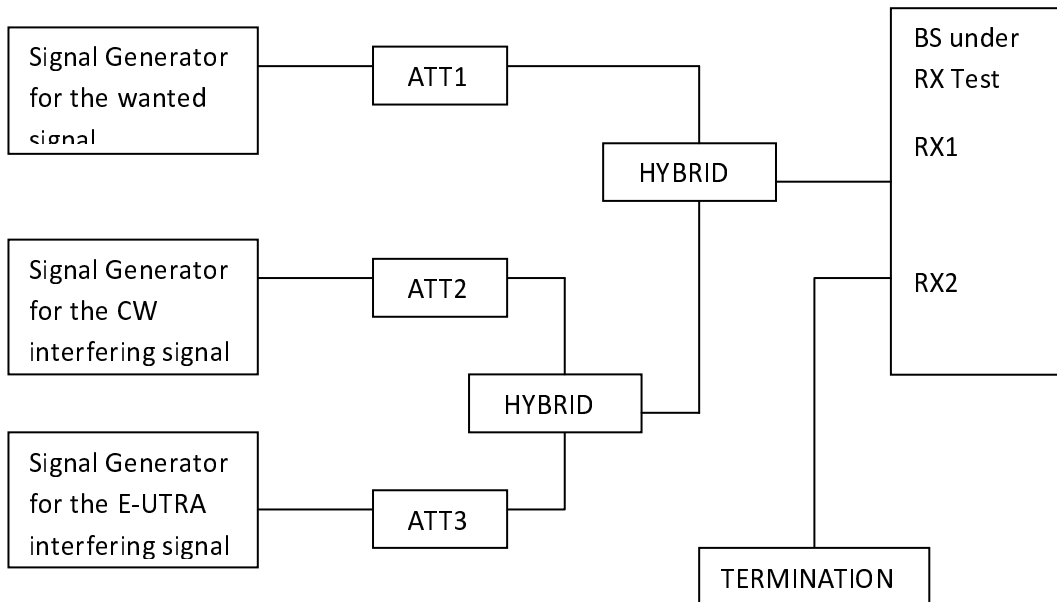 Signal Generator
for the wanted
signal
ATT1
HYBRID
BS under
RX Test
RX1
RX2
Signal Generator
for the CW
interfering signal
ATT2
HYBRID
Signal Generator
for the E-UTRA
interfering signal
ATT3
TERMINATION